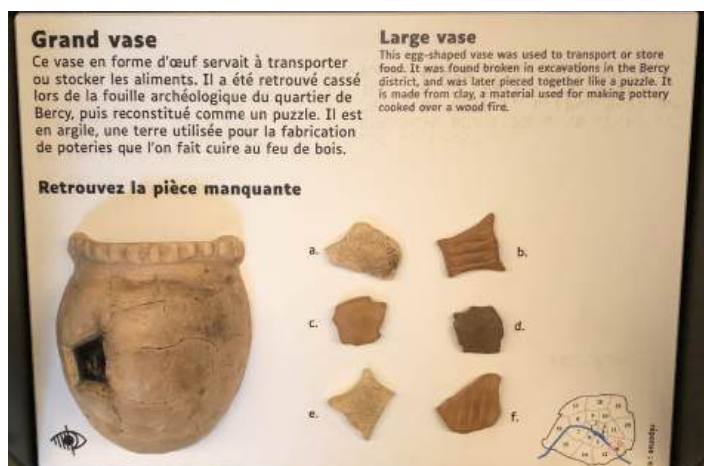 Grand vase
Ce vase en forme d'œuf servait à transporter
ou stocker les aliments. Il a été retrouvé cassé
lors de la fouille archéologique du quartier de
Bercy, puis reconstitué comme un puzzle. Il est
en argile, une terre utilisée pour la fabrication
de poteries que l'on fait cuire au feu de bois.
Large vase
This egg-shaped vase was used to transport or store
food. It was found broken in excavations in the Bercy
district, and was later pieced together like a puzzle. It
is made from clay, a material used for making pottery
cooked over a wood fire.
Retrouvez la pièce manquante
a.
b.
c.
d.
e.
f.
réponse :